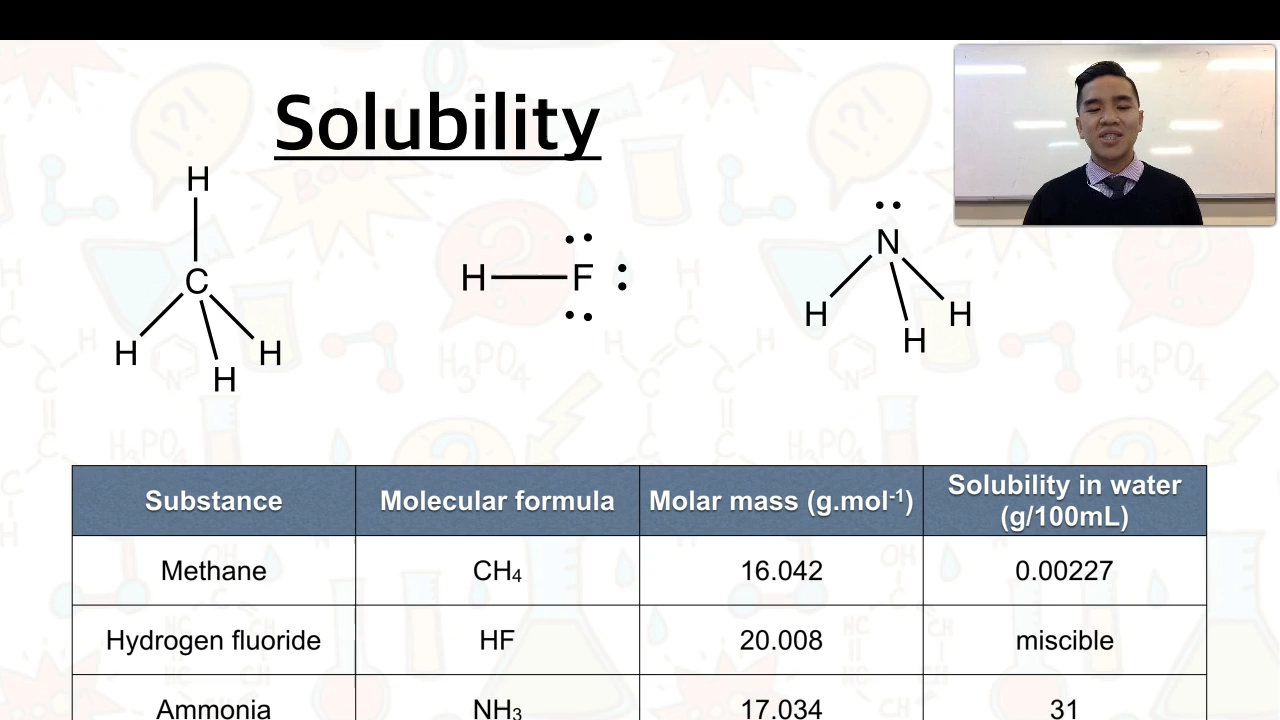 Solubility
H
C
H
H
H
H
F
N
H
H
H
Substance
Molecular formula
Molar mass (g.mol⁻¹)
Solubility in water
(g/100mL)
Methane
CH₄
16.042
0.00227
Hydrogen fluoride
HF
20.008
miscible
Ammonia
NH₃
17.034
31